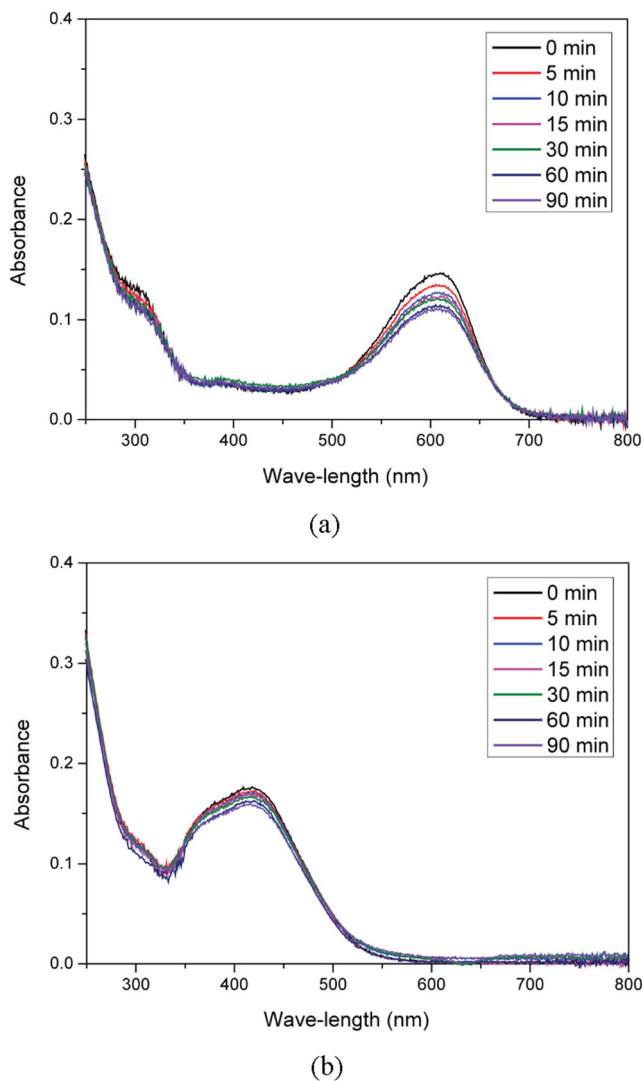 0.4
0.3
0.2
0.1
0.0
Absorbance
0 min
5 min
10 min
15 min
30 min
60 min
90 min
300 400 500 600 700 800
Wave-length (nm)
(a)
0.4
0.3
0.2
0.1
0.0
Absorbance
0 min
5 min
10 min
15 min
30 min
60 min
90 min
300 400 500 600 700 800
Wave-length (nm)
(b)